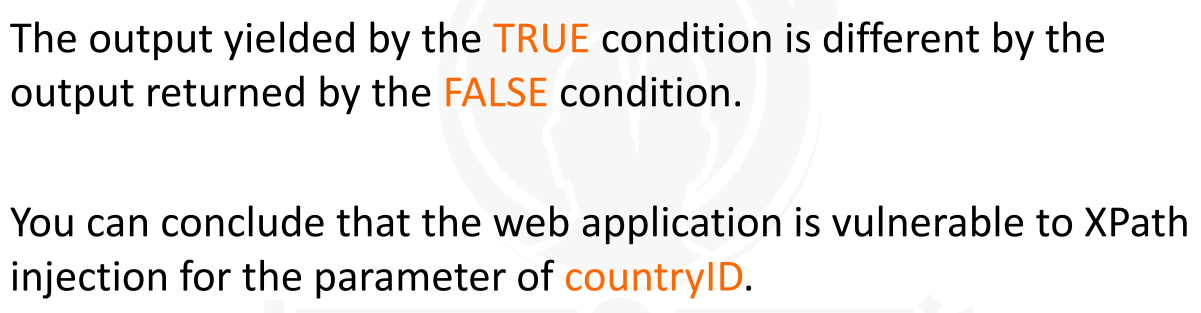 The output yielded by the TRUE condition is different by the
output returned by the FALSE condition.
You can conclude that the web application is vulnerable to XPath
injection for the parameter of countryID.